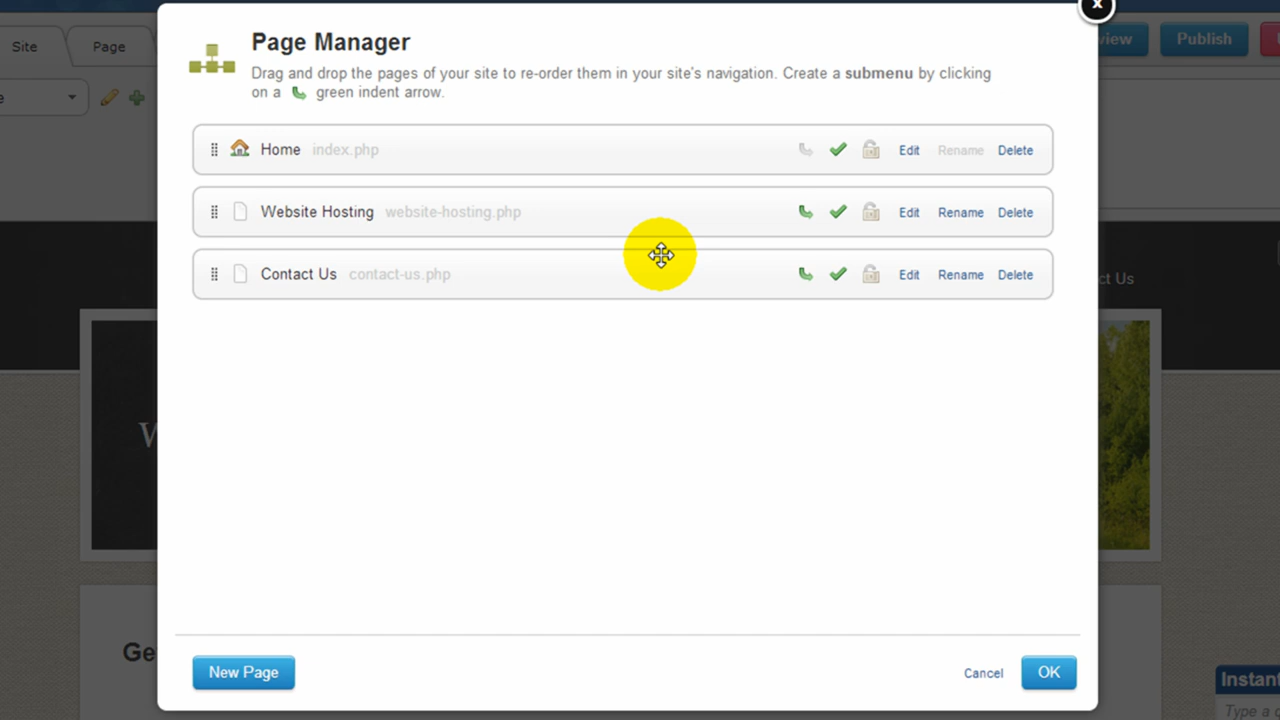 Site
Page
view
Publish
x
Page Manager
Drag and drop the pages of your site to re-order them in your site's navigation. Create a submenu by clicking
on a green indent arrow.
Home index.php Edit Rename Delete
Website Hosting website-hosting.php Edit Rename Delete
Contact Us contact-us.php Edit Rename Delete
ct Us
W
Ge
New Page
Cancel
OK
Instant
Type a c